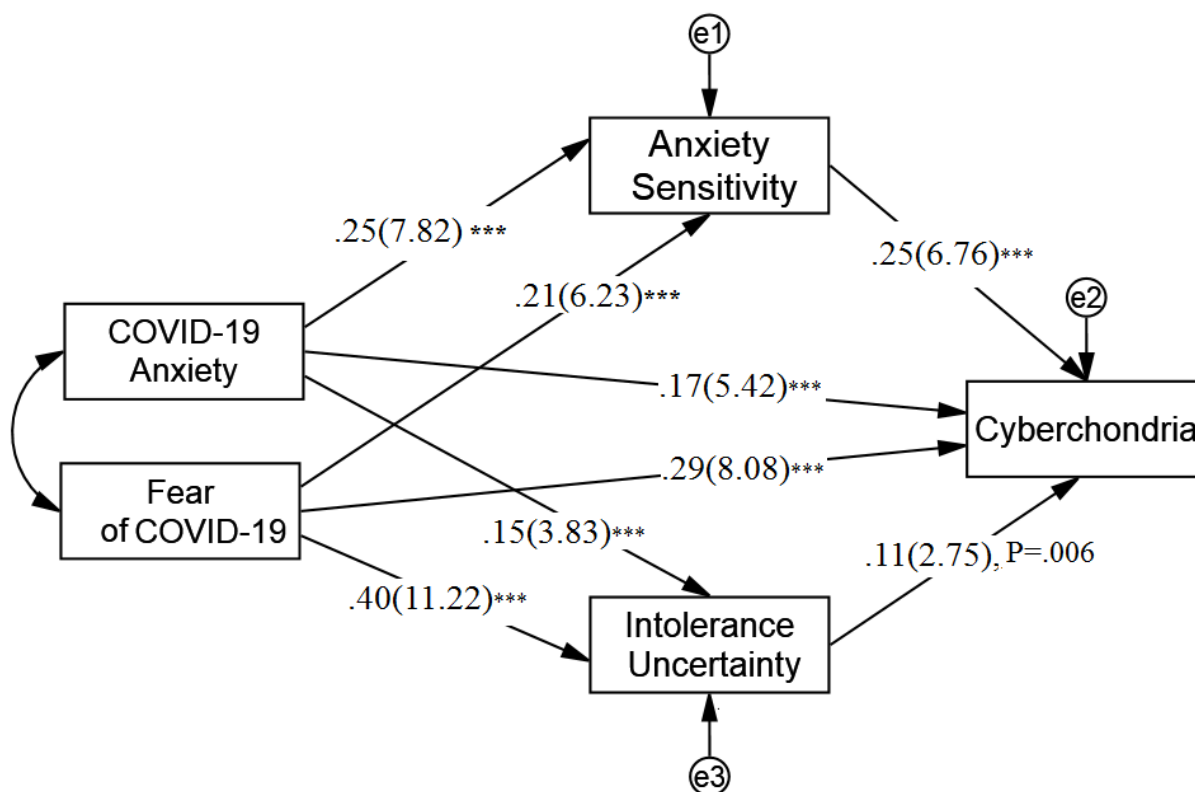 e1
Anxiety
Sensitivity
.25(7.82) ***
.25(6.76)***
.21(6.23)***
e2
COVID-19
Anxiety
.17(5.42)***
Cyberchondria
.29(8.08)***
Fear
of COVID-19
.15(3.83)***
.11(2.75), P=.006
.40(11.22)***
Intolerance
Uncertainty
e3